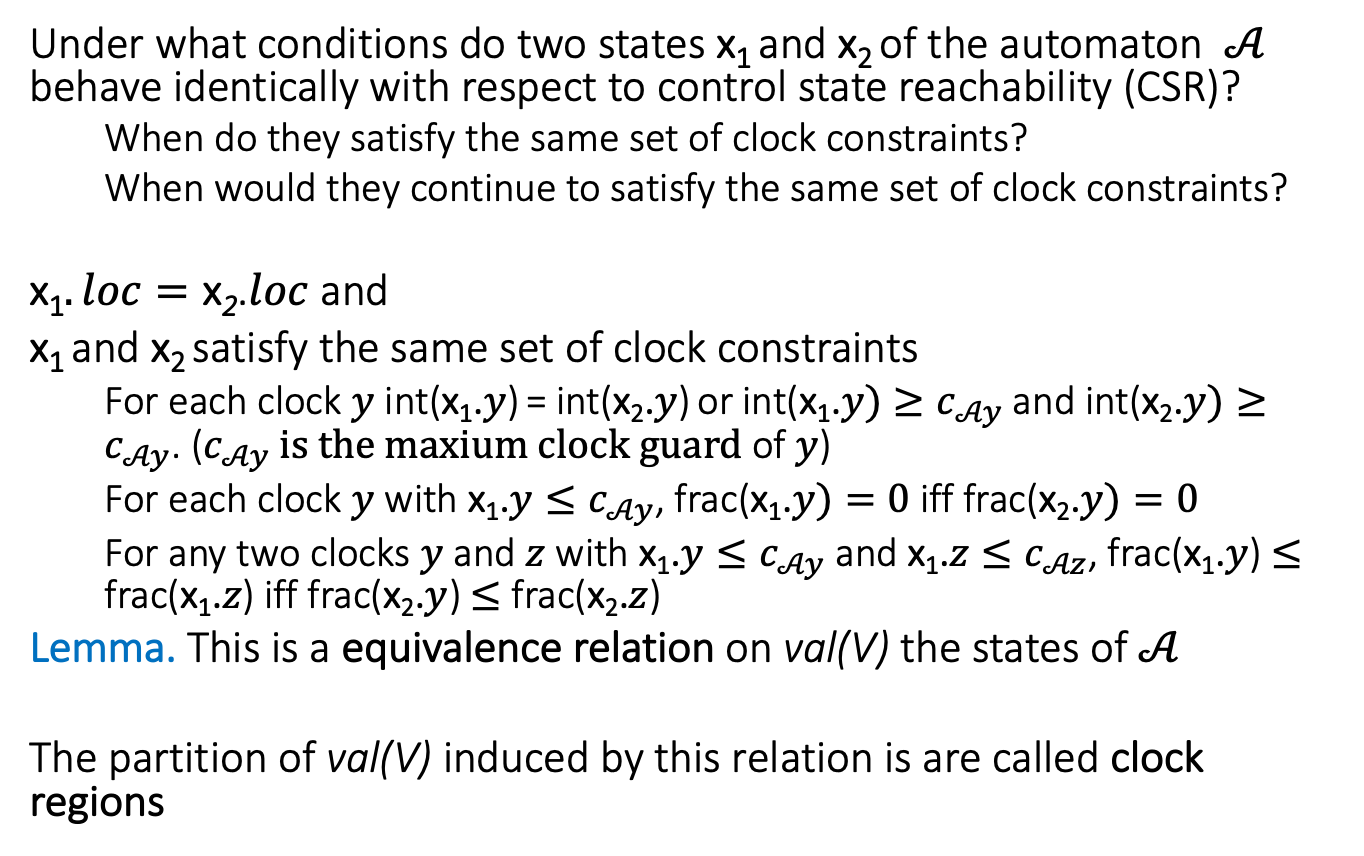 Under what conditions do two states x₁ and x₂ of the automaton 𝒜
behave identically with respect to control state reachability (CSR)?
When do they satisfy the same set of clock constraints?
When would they continue to satisfy the same set of clock constraints?
x₁. loc = x₂.loc and
x₁ and x₂ satisfy the same set of clock constraints
For each clock y int(x₁.y) = int(x₂.y) or int(x₁.y) ≥ c𝒜y and int(x₂.y) ≥
c𝒜y. (c𝒜y is the maxium clock guard of y)
For each clock y with x₁.y ≤ c𝒜y, frac(x₁.y) = 0 iff frac(x₂.y) = 0
For any two clocks y and z with x₁.y ≤ c𝒜y and x₁.z ≤ c𝒜z, frac(x₁.y) ≤
frac(x₁.z) iff frac(x₂.y) ≤ frac(x₂.z)
Lemma. This is a equivalence relation on val(V) the states of 𝒜
The partition of val(V) induced by this relation is are called clock
regions